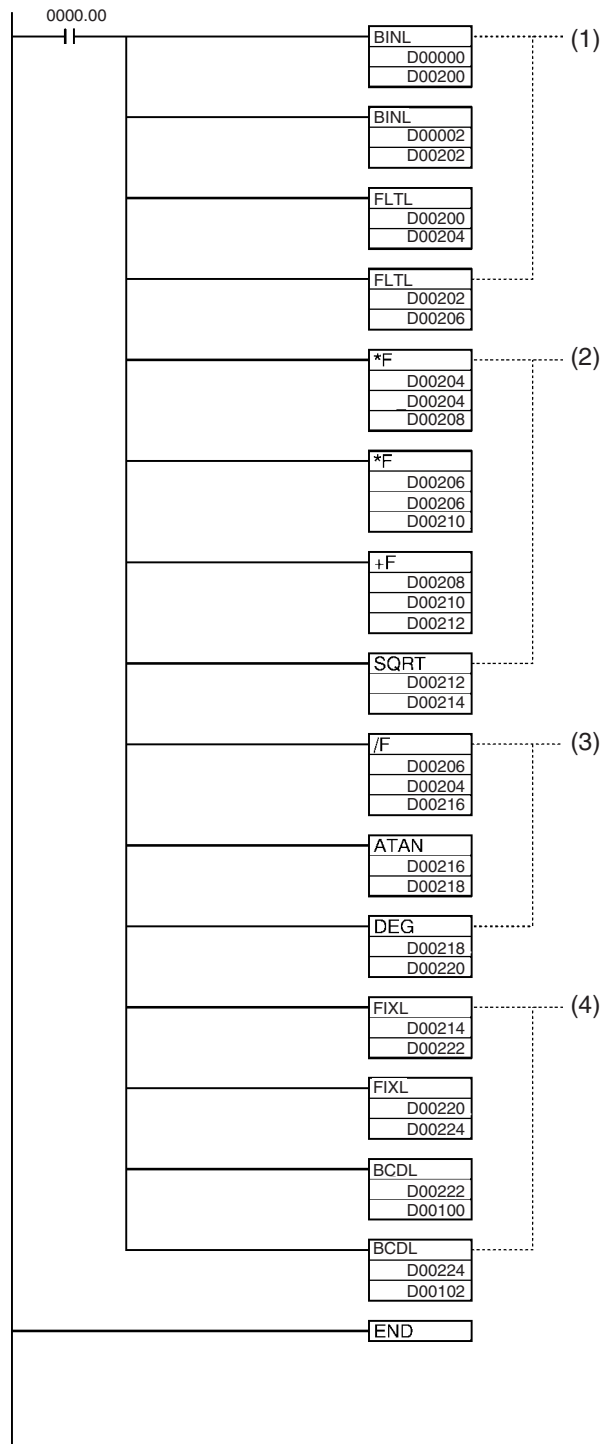 0000.00
BINL
D00000
D00200
(1)
BINL
D00002
D00202
FLTL
D00200
D00204
FLTL
D00202
D00206
*F
D00204
D00204
D00208
(2)
*F
D00206
D00206
D00210
+F
D00208
D00210
D00212
SQRT
D00212
D00214
/F
D00206
D00204
D00216
(3)
ATAN
D00216
D00218
DEG
D00218
D00220
FIXL
D00214
D00222
(4)
FIXL
D00220
D00224
BCDL
D00222
D00100
BCDL
D00224
D00102
END